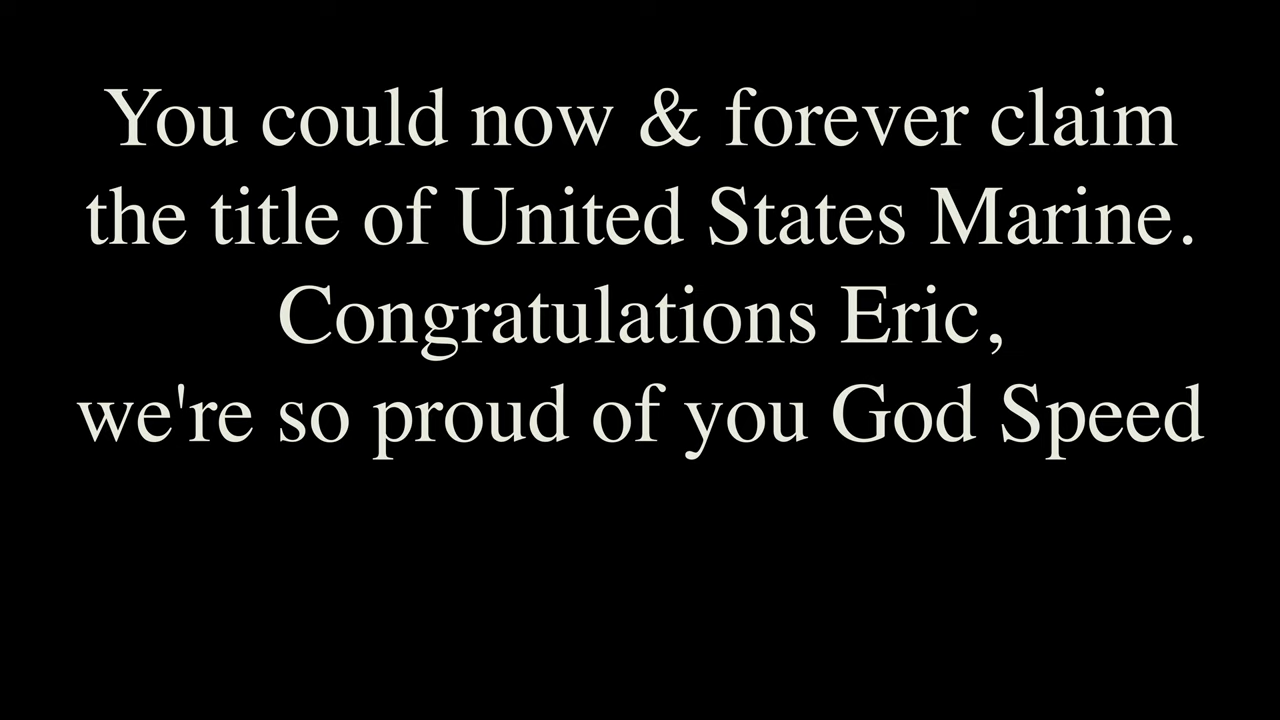 You could now & forever claim
the title of United States Marine.
Congratulations Eric,
we're so proud of you God Speed